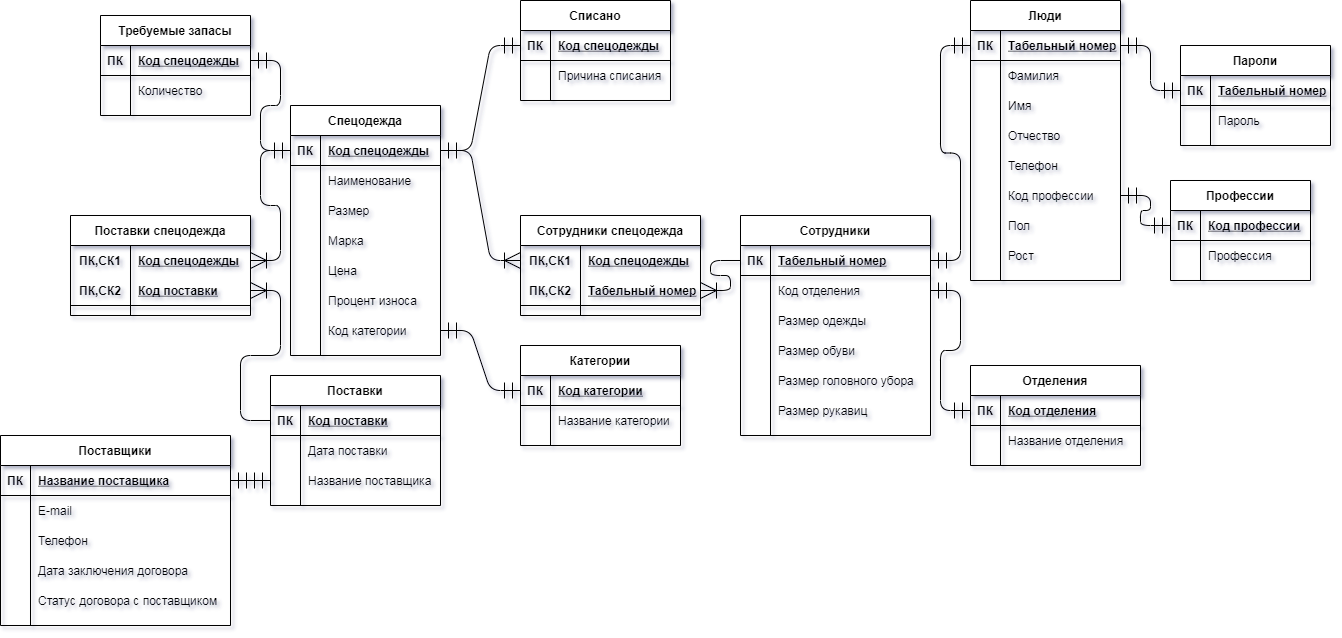 Требуемые запасы
ПК Код спецодежды
Количество
Списано
ПК Код спецодежды
Причина списания
Люди
ПК Табельный номер
Фамилия
Имя
Отчество
Телефон
Код профессии
Пол
Рост
Пароли
ПК Табельный номер
Пароль
Спецодежда
ПК Код спецодежды
Наименование
Размер
Марка
Цена
Процент износа
Код категории
Профессии
ПК Код профессии
Профессия
Поставки спецодежда
ПК,СК1 Код спецодежды
ПК,СК2 Код поставки
Сотрудники спецодежда
ПК,СК1 Код спецодежды
ПК,СК2 Табельный номер
Сотрудники
ПК Табельный номер
Код отделения
Размер одежды
Размер обуви
Размер головного убора
Размер рукавиц
Категории
ПК Код категории
Название категории
Отделения
ПК Код отделения
Название отделения
Поставки
ПК Код поставки
Дата поставки
Название поставщика
Поставщики
ПК Название поставщика
E-mail
Телефон
Дата заключения договора
Статус договора с поставщиком